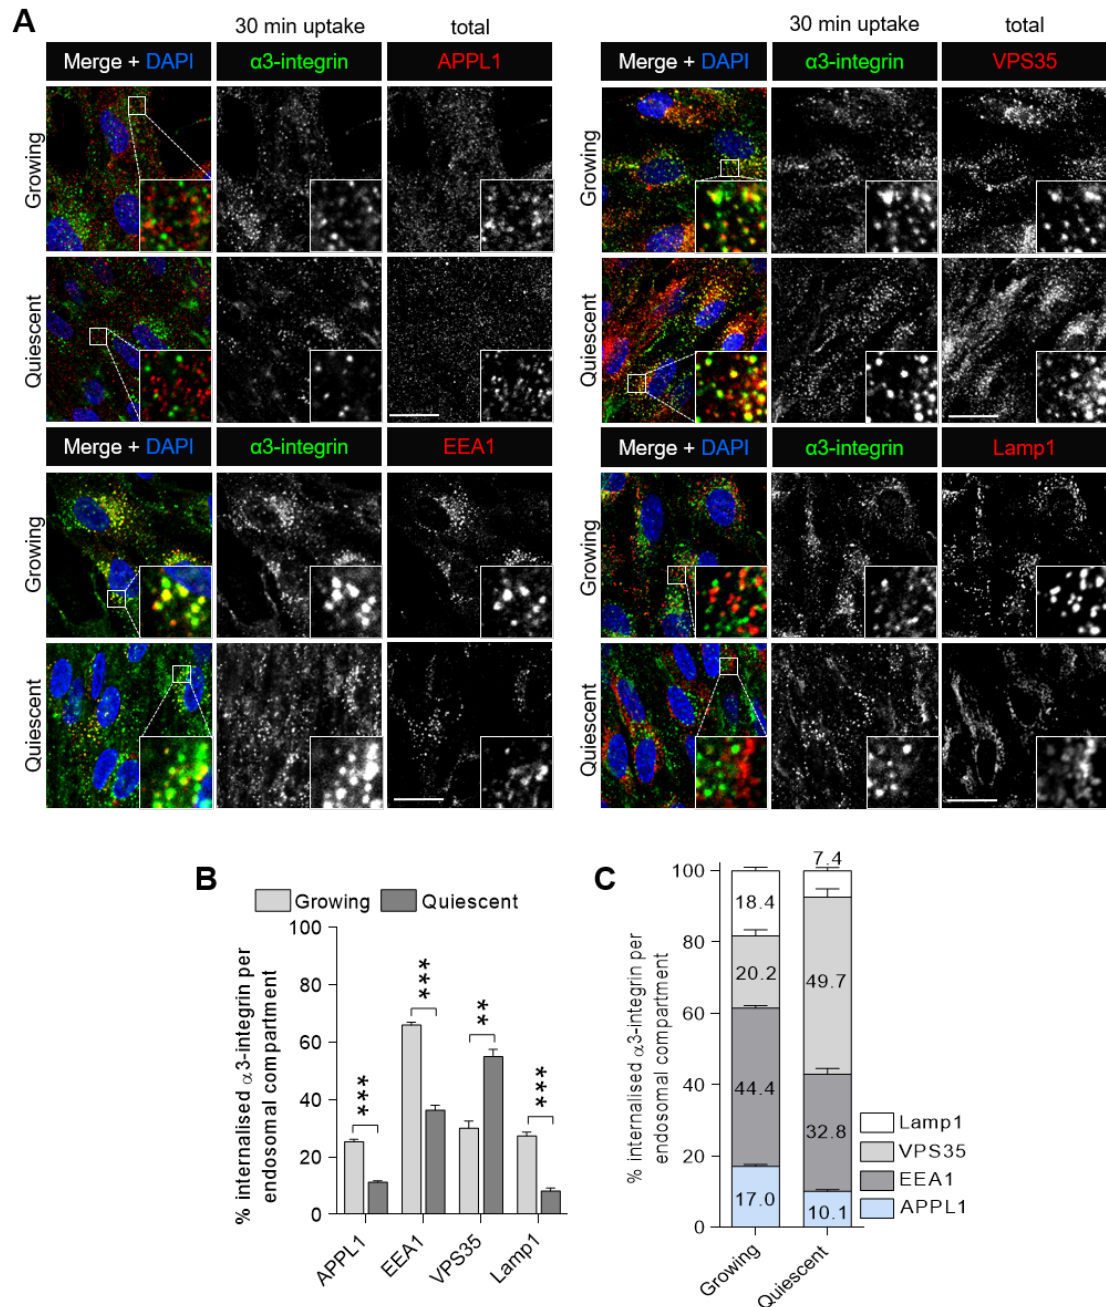 A
30 min uptake
total
Merge + DAPI
α3-integrin
APPL1
Growing
Quiescent
Merge + DAPI
α3-integrin
EEA1
Growing
Quiescent
30 min uptake
total
Merge + DAPI
α3-integrin
VPS35
Growing
Quiescent
Merge + DAPI
α3-integrin
Lamp1
Growing
Quiescent
B
Growing
Quiescent
% internalised α3-integrin per
endosomal compartment
100
80
60
40
20
0
***
***
**
***
APPL1
EEA1
VPS35
Lamp1
C
% internalised α3-integrin per
endosomal compartment
100
80
60
40
20
0
18.4
20.2
44.4
17.0
7.4
49.7
32.8
10.1
Growing
Quiescent
Lamp1
VPS35
EEA1
APPL1